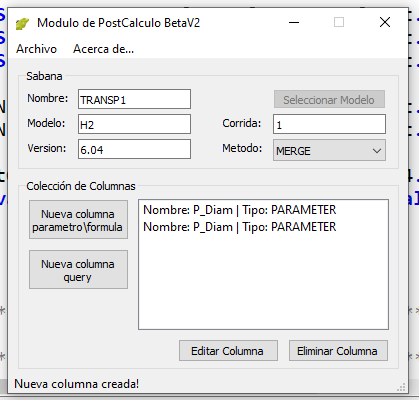 Modulo de PostCalculo BetaV2
Archivo Acerca de...
Sabana
Nombre: TRANSP1 Seleccionar Modelo
Modelo: H2 Corrida: 1
Version: 6.04 Metodo: MERGE
Colección de Columnas
Nueva columna parametro\formula
Nombre: P_Diam | Tipo: PARAMETER
Nombre: P_Diam | Tipo: PARAMETER
Nueva columna query
Editar Columna Eliminar Columna
Nueva columna creada!